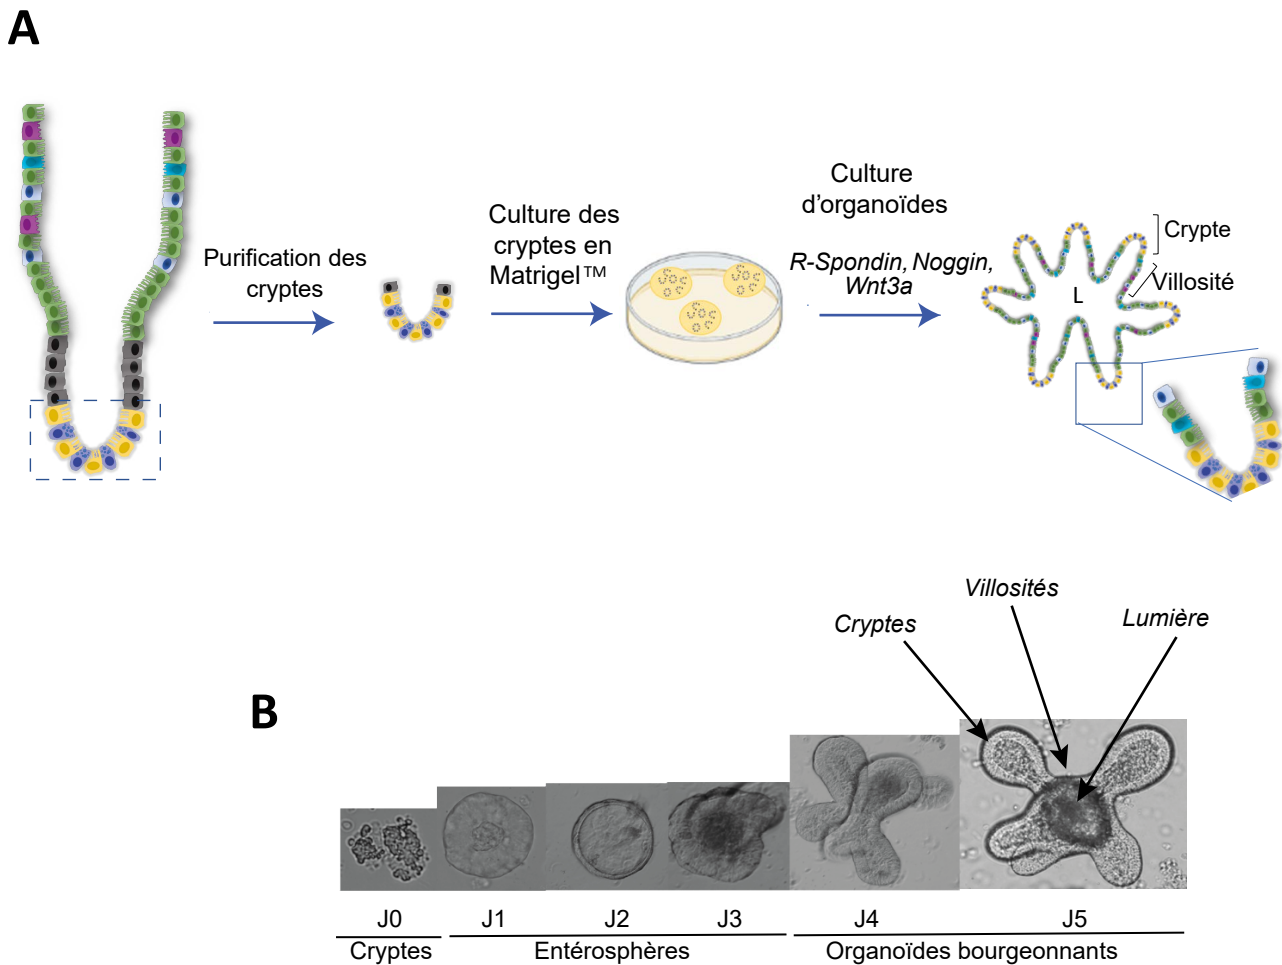 A
Purification des
cryptes
Culture des
cryptes en
Matrigel™
Culture
d'organoïdes
R-Spondin, Noggin,
Wnt3a
L
Crypte
Villosité
B
Cryptes
Villosités
Lumière
J0
J1
J2
J3
J4
J5
Cryptes
Entérosphères
Organoïdes bourgeonnants